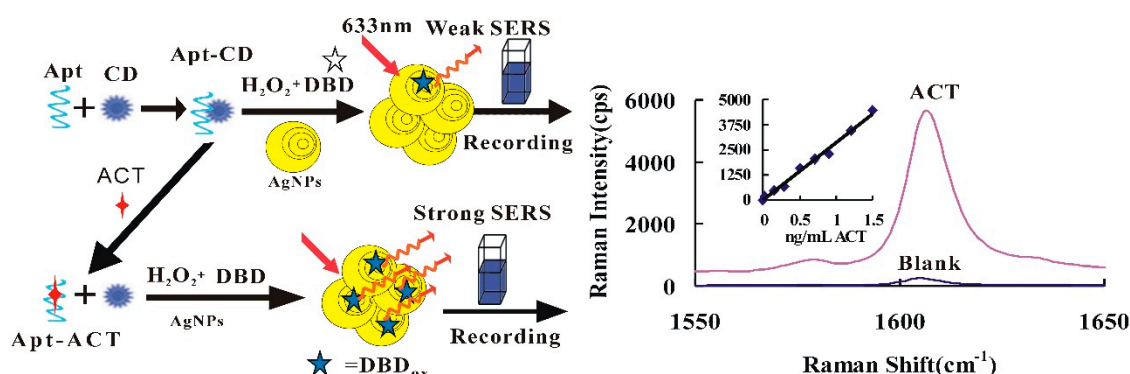 633nm
Weak SERS
Apt-CD
Apt
CD
+
H₂O₂+DBD
Recording
AgNPs
ACT
Strong SERS
+
H₂O₂+ DBD
AgNPs
Recording
Apt-ACT
=DBDox
Raman Intensity(cps)
6000
4000
2000
0
5000
3750
2500
1250
0
0
0.5
1
1.5
ng/mL ACT
ACT
Blank
1550
1600
1650
Raman Shift(cm⁻¹)